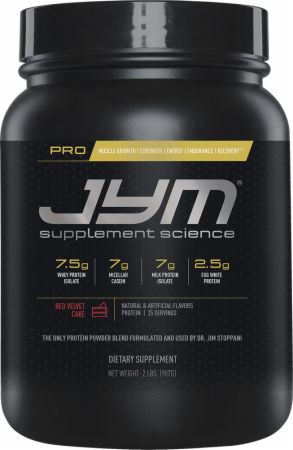 PRO
MUSCLE GROWTH | STRENGTH | ENERGY | ENDURANCE | RECOVERY*†
JYM®
supplement science
7.5g 7g 7g 2.5g
WHEY PROTEIN MICELLAR MILK PROTEIN EGG WHITE
ISOLATE CASEIN ISOLATE PROTEIN
RED VELVET NATURAL & ARTIFICIAL FLAVORS
CAKE PROTEIN | 25 SERVINGS
THE ONLY PROTEIN POWDER BLEND FORMULATED AND USED BY DR. JIM STOPPANI
DIETARY SUPPLEMENT
NET WEIGHT: 2 LBS. (907G)